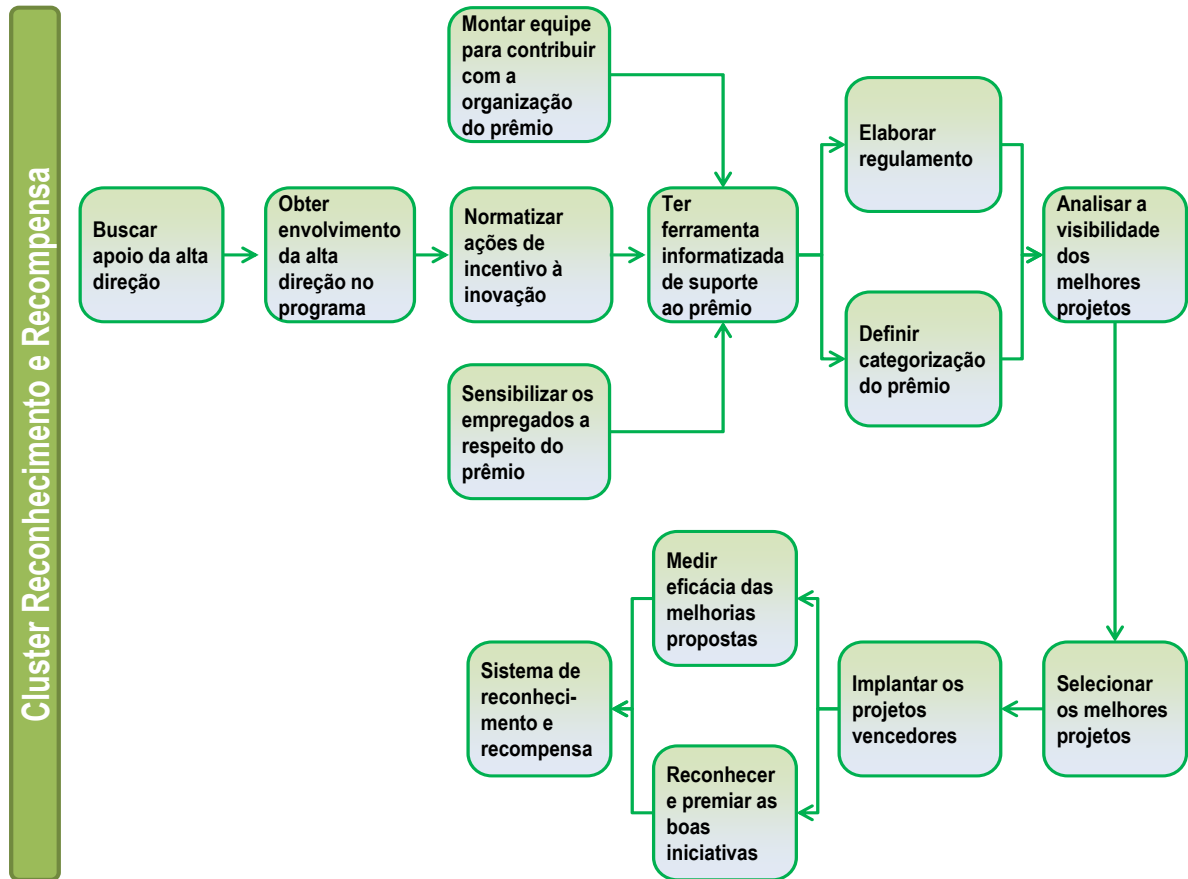 Cluster Reconhecimento e Recompensa
Montar equipe
para contribuir
com a
organização
do prêmio
Buscar
apoio da alta
direção
Obter
envolvimento
da alta
direção no
programa
Normatizar
ações de
incentivo à
inovação
Sensibilizar os
empregados a
respeito do
prêmio
Ter
ferramenta
informatizada
de suporte
ao prêmio
Elaborar
regulamento
Definir
categorização
do prêmio
Analisar a
visibilidade
dos
melhores
projetos
Selecionar
os melhores
projetos
Implantar os
projetos
vencedores
Medir
eficácia das
melhorias
propostas
Reconhecer
e premiar as
boas
iniciativas
Sistema de
reconheci-
mento e
recompensa